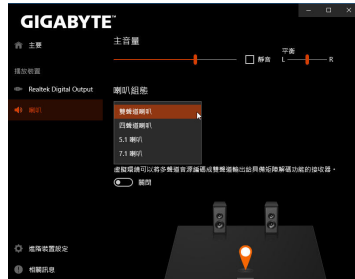 GIGABYTE™
主要
播放裝置
Realtek Digital Output
喇叭
進階裝置設定
相關訊息
主音量
靜音
平衡
L
R
喇叭組態
雙聲道喇叭
四聲道喇叭
5.1 喇叭
7.1 喇叭
虛擬環繞可以將多聲道音源編碼成雙聲道輸出給具備矩陣解碼功能的接收器。
關閉